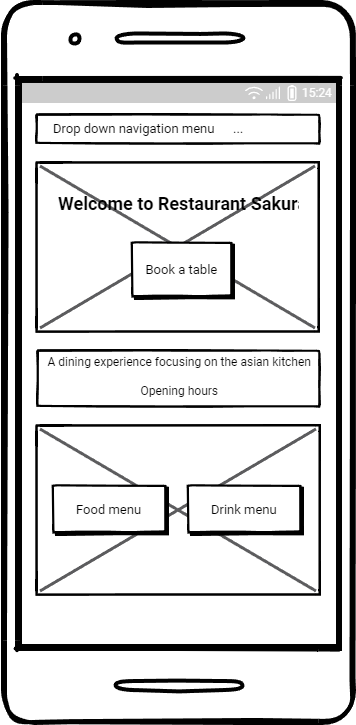 15:24
Drop down navigation menu ...
Welcome to Restaurant Sakur
Book a table
A dining experience focusing on the asian kitchen
Opening hours
Food menu Drink menu